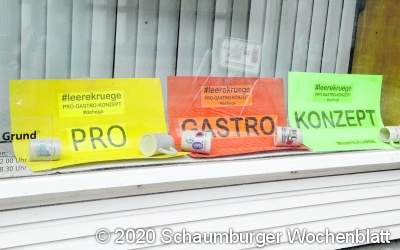 #leerekruege
PRO-GASTRO-KONZEPT
PRO
#leerekruege
PRO-GASTRO-KONZEPT
GASTRO
#leerekruege
PRO-GASTRO-KONZEPT
KONZEPT
Grund
© 2020 Schaumburger Wochenblatt